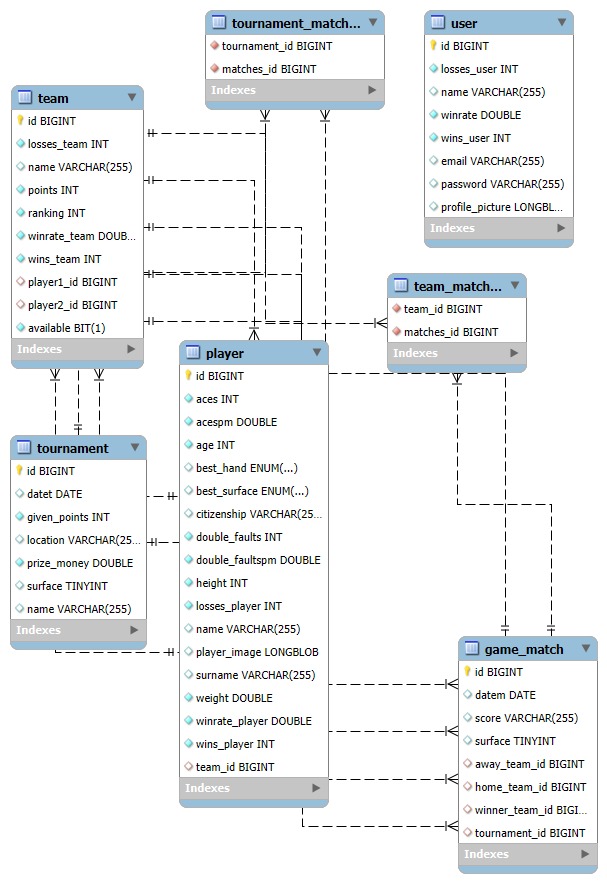 tournament_match...
tournament_id BIGINT
matches_id BIGINT
Indexes
user
id BIGINT
losses_user INT
name VARCHAR(255)
winrate DOUBLE
wins_user INT
email VARCHAR(255)
password VARCHAR(255)
profile_picture LONGBL...
Indexes
team
id BIGINT
losses_team INT
name VARCHAR(255)
points INT
ranking INT
winrate_team DOUB...
wins_team INT
player1_id BIGINT
player2_id BIGINT
available BIT(1)
Indexes
team_match...
team_id BIGINT
matches_id BIGINT
Indexes
player
id BIGINT
aces INT
acespm DOUBLE
age INT
best_hand ENUM(...)
best_surface ENUM(...)
citizenship VARCHAR(25...
double_faults INT
double_faultspm DOUBLE
height INT
losses_player INT
name VARCHAR(255)
player_image LONGBLOB
surname VARCHAR(255)
weight DOUBLE
winrate_player DOUBLE
wins_player INT
team_id BIGINT
Indexes
tournament
id BIGINT
datet DATE
given_points INT
location VARCHAR(25...
prize_money DOUBLE
surface TINYINT
name VARCHAR(255)
Indexes
game_match
id BIGINT
datem DATE
score VARCHAR(255)
surface TINYINT
away_team_id BIGINT
home_team_id BIGINT
winner_team_id BIGI...
tournament_id BIGINT
Indexes